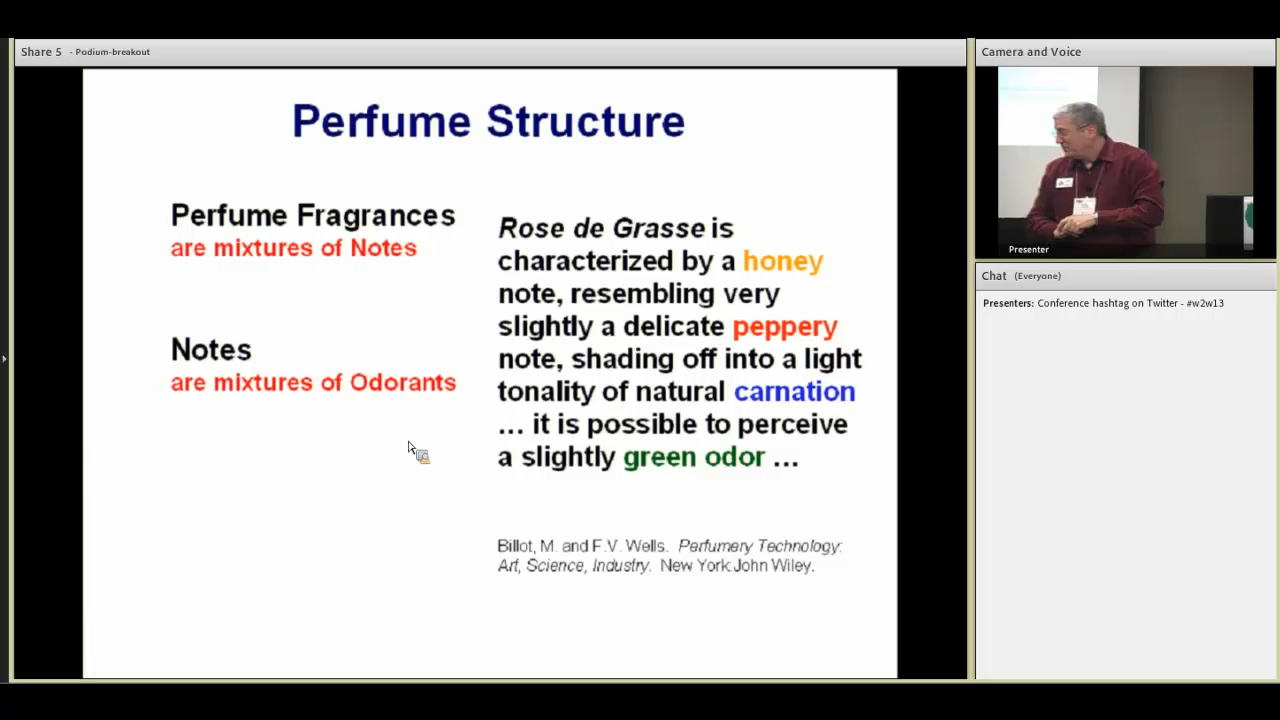 Share 5 - Podium-breakout
Perfume Structure
Perfume Fragrances
are mixtures of Notes
Notes
are mixtures of Odorants
Rose de Grasse is
characterized by a honey
note, resembling very
slightly a delicate peppery
note, shading off into a light
tonality of natural carnation
... it is possible to perceive
a slightly green odor ...
Billot, M. and F.V. Wells. Perfumery Technology:
Art, Science, Industry. New York:John Wiley.
Camera and Voice
Presenter
Chat (Everyone)
Presenters: Conference hashtag on Twitter - #w2w13